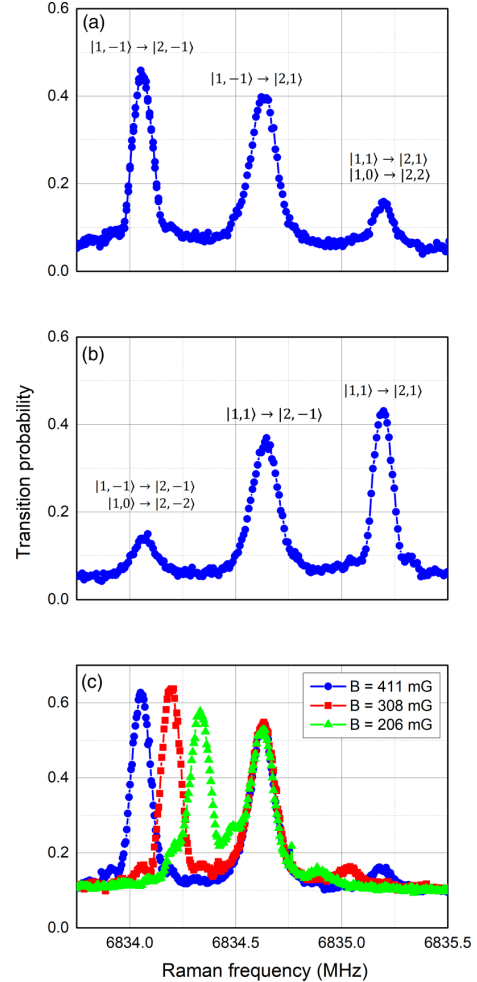 (a)
|1, −1⟩ → |2, −1⟩
|1, −1⟩ → |2,1⟩
|1,1⟩ → |2,1⟩
|1,0⟩ → |2,2⟩
0.6
0.4
0.2
0.0
(b)
|1,1⟩ → |2,1⟩
|1,1⟩ → |2, −1⟩
|1, −1⟩ → |2, −1⟩
|1,0⟩ → |2, −2⟩
0.6
0.4
0.2
0.0
Transition probability
(c)
B = 411 mG
B = 308 mG
B = 206 mG
0.6
0.4
0.2
0.0
6834.0 6834.5 6835.0 6835.5
Raman frequency (MHz)